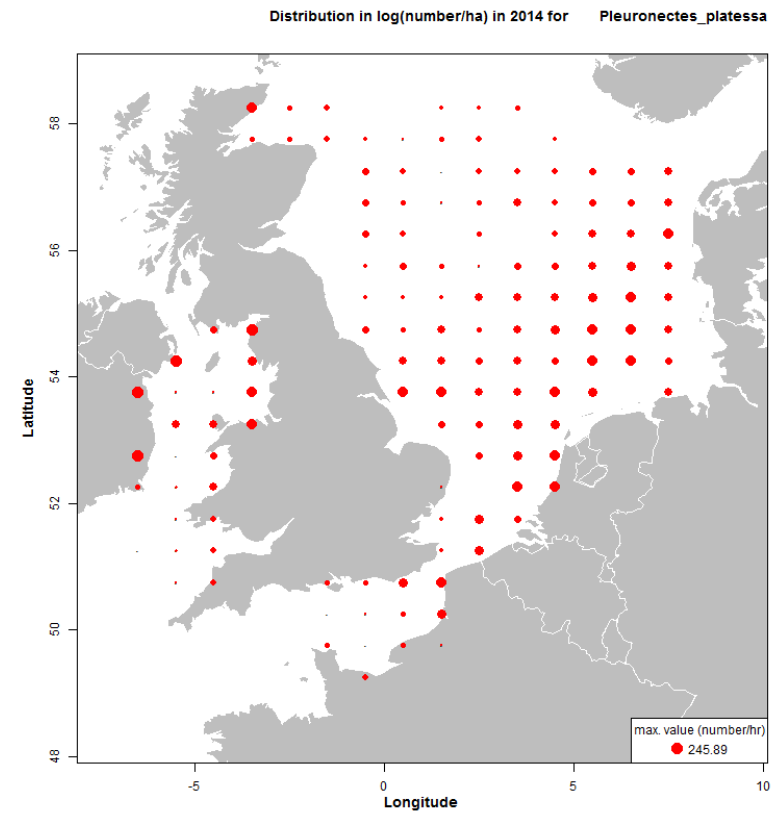 Distribution in log(number/ha) in 2014 for Pleuronectes_platessa
Latitude
58
56
54
52
50
48
-5 0 5 10
Longitude
max. value (number/hr)
245.89